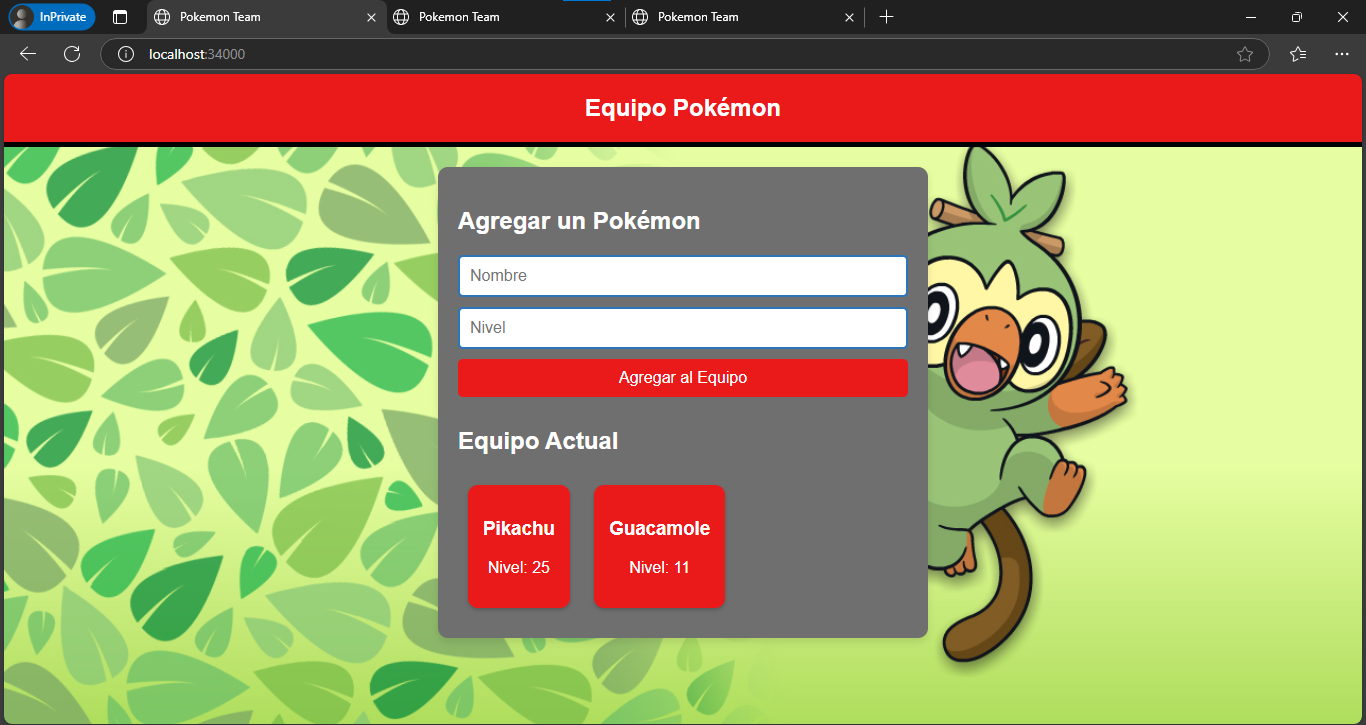 InPrivate
Pokemon Team
Pokemon Team
Pokemon Team
localhost:34000
Equipo Pokémon
Agregar un Pokémon
Nombre
Nivel
Agregar al Equipo
Equipo Actual
Pikachu
Guacamole
Nivel: 25
Nivel: 11